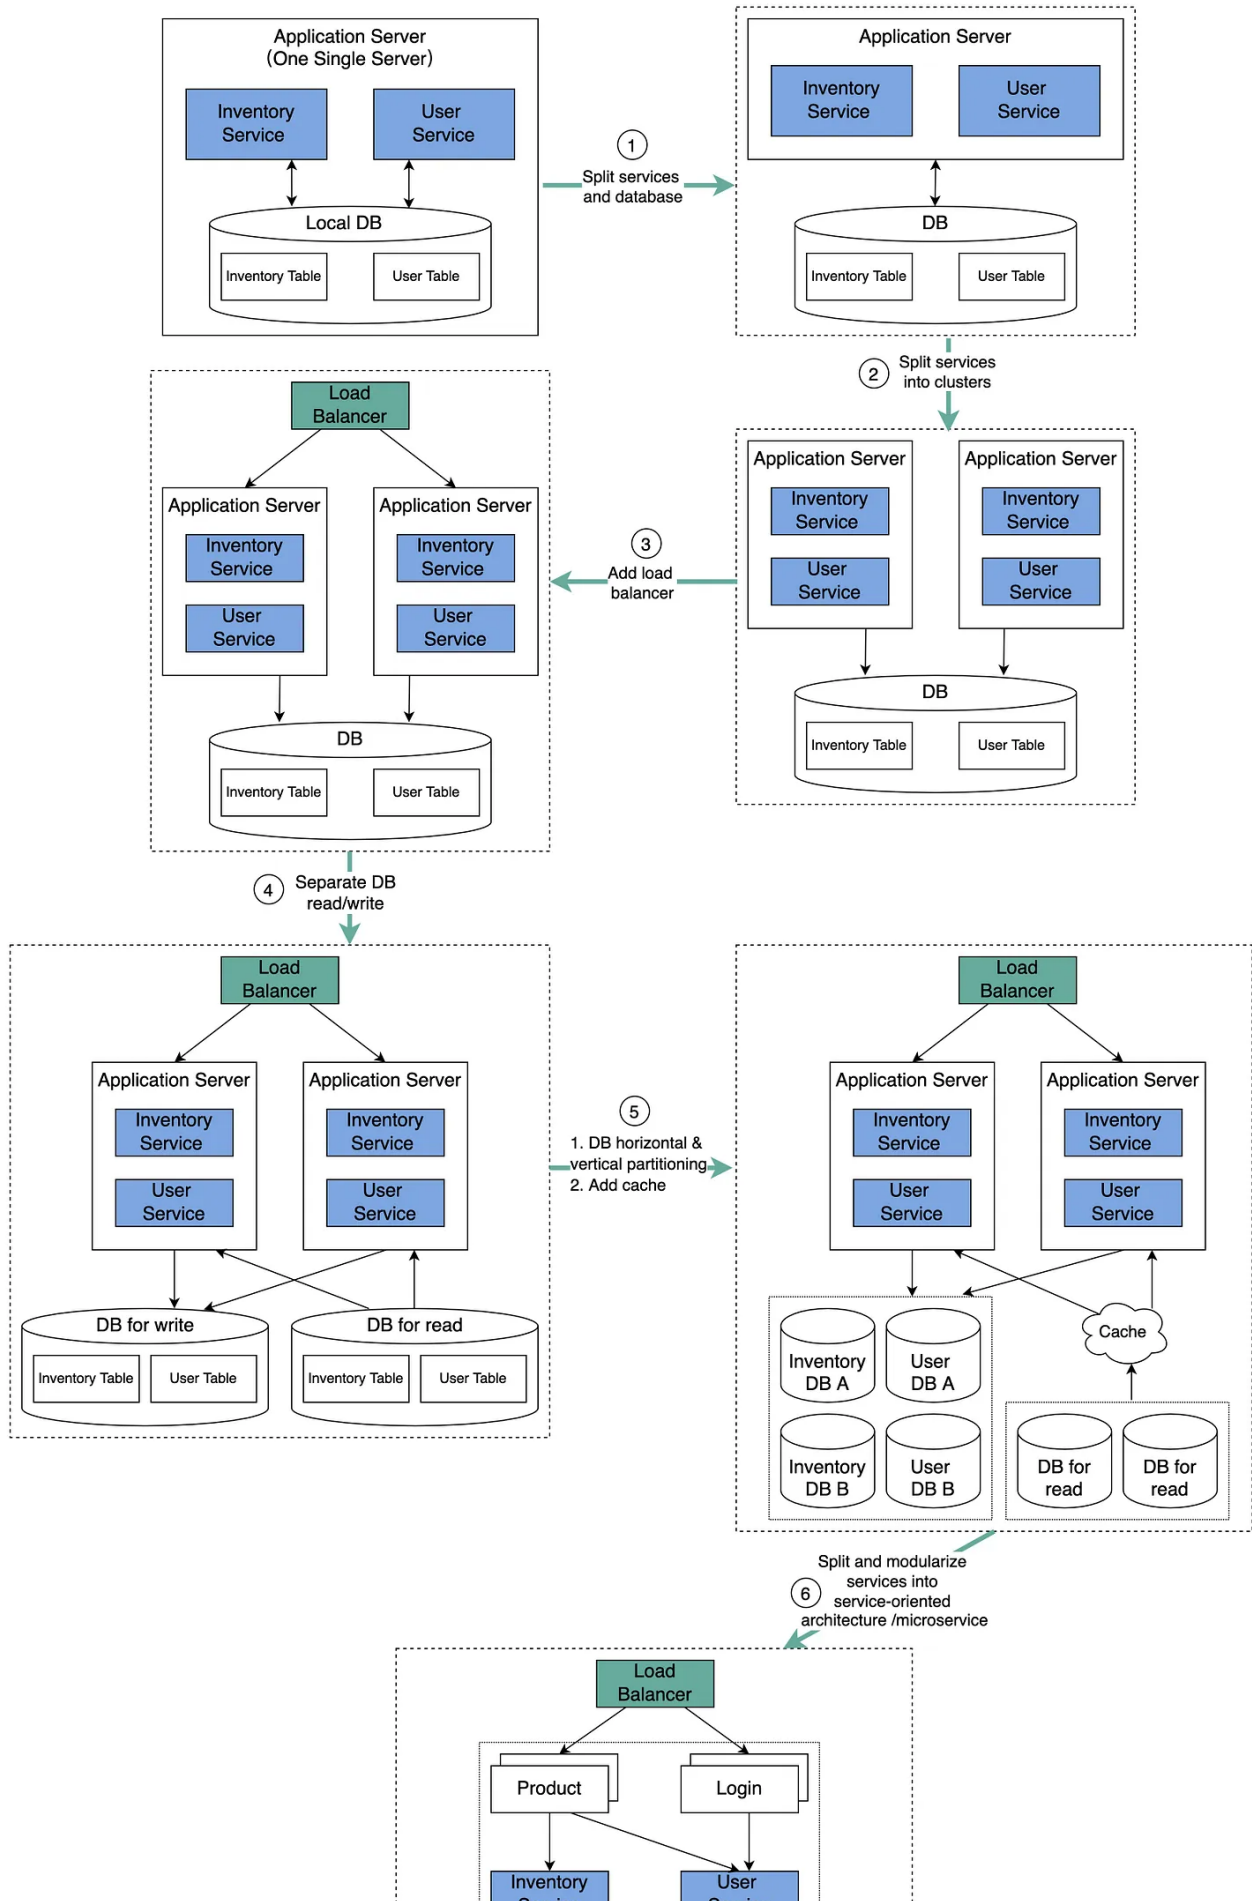 Application Server
(One Single Server)
Inventory
Service
User
Service
Local DB
Inventory Table
User Table
1
Split services
and database
Application Server
Inventory
Service
User
Service
DB
Inventory Table
User Table
2
Split services
into clusters
Application Server
Inventory
Service
User
Service
Application Server
Inventory
Service
User
Service
DB
Inventory Table
User Table
3
Add load
balancer
Load
Balancer
Application Server
Inventory
Service
User
Service
Application Server
Inventory
Service
User
Service
DB
Inventory Table
User Table
4
Separate DB
read/write
Load
Balancer
Application Server
Inventory
Service
User
Service
Application Server
Inventory
Service
User
Service
DB for write
Inventory Table
User Table
DB for read
Inventory Table
User Table
5
1. DB horizontal &
vertical partitioning
2. Add cache
Load
Balancer
Application Server
Inventory
Service
User
Service
Application Server
Inventory
Service
User
Service
Inventory
DB A
User
DB A
Inventory
DB B
User
DB B
Cache
DB for
read
DB for
read
6
Split and modularize
services into
service-oriented
architecture /microservice
Load
Balancer
Product
Login
Inventory
User